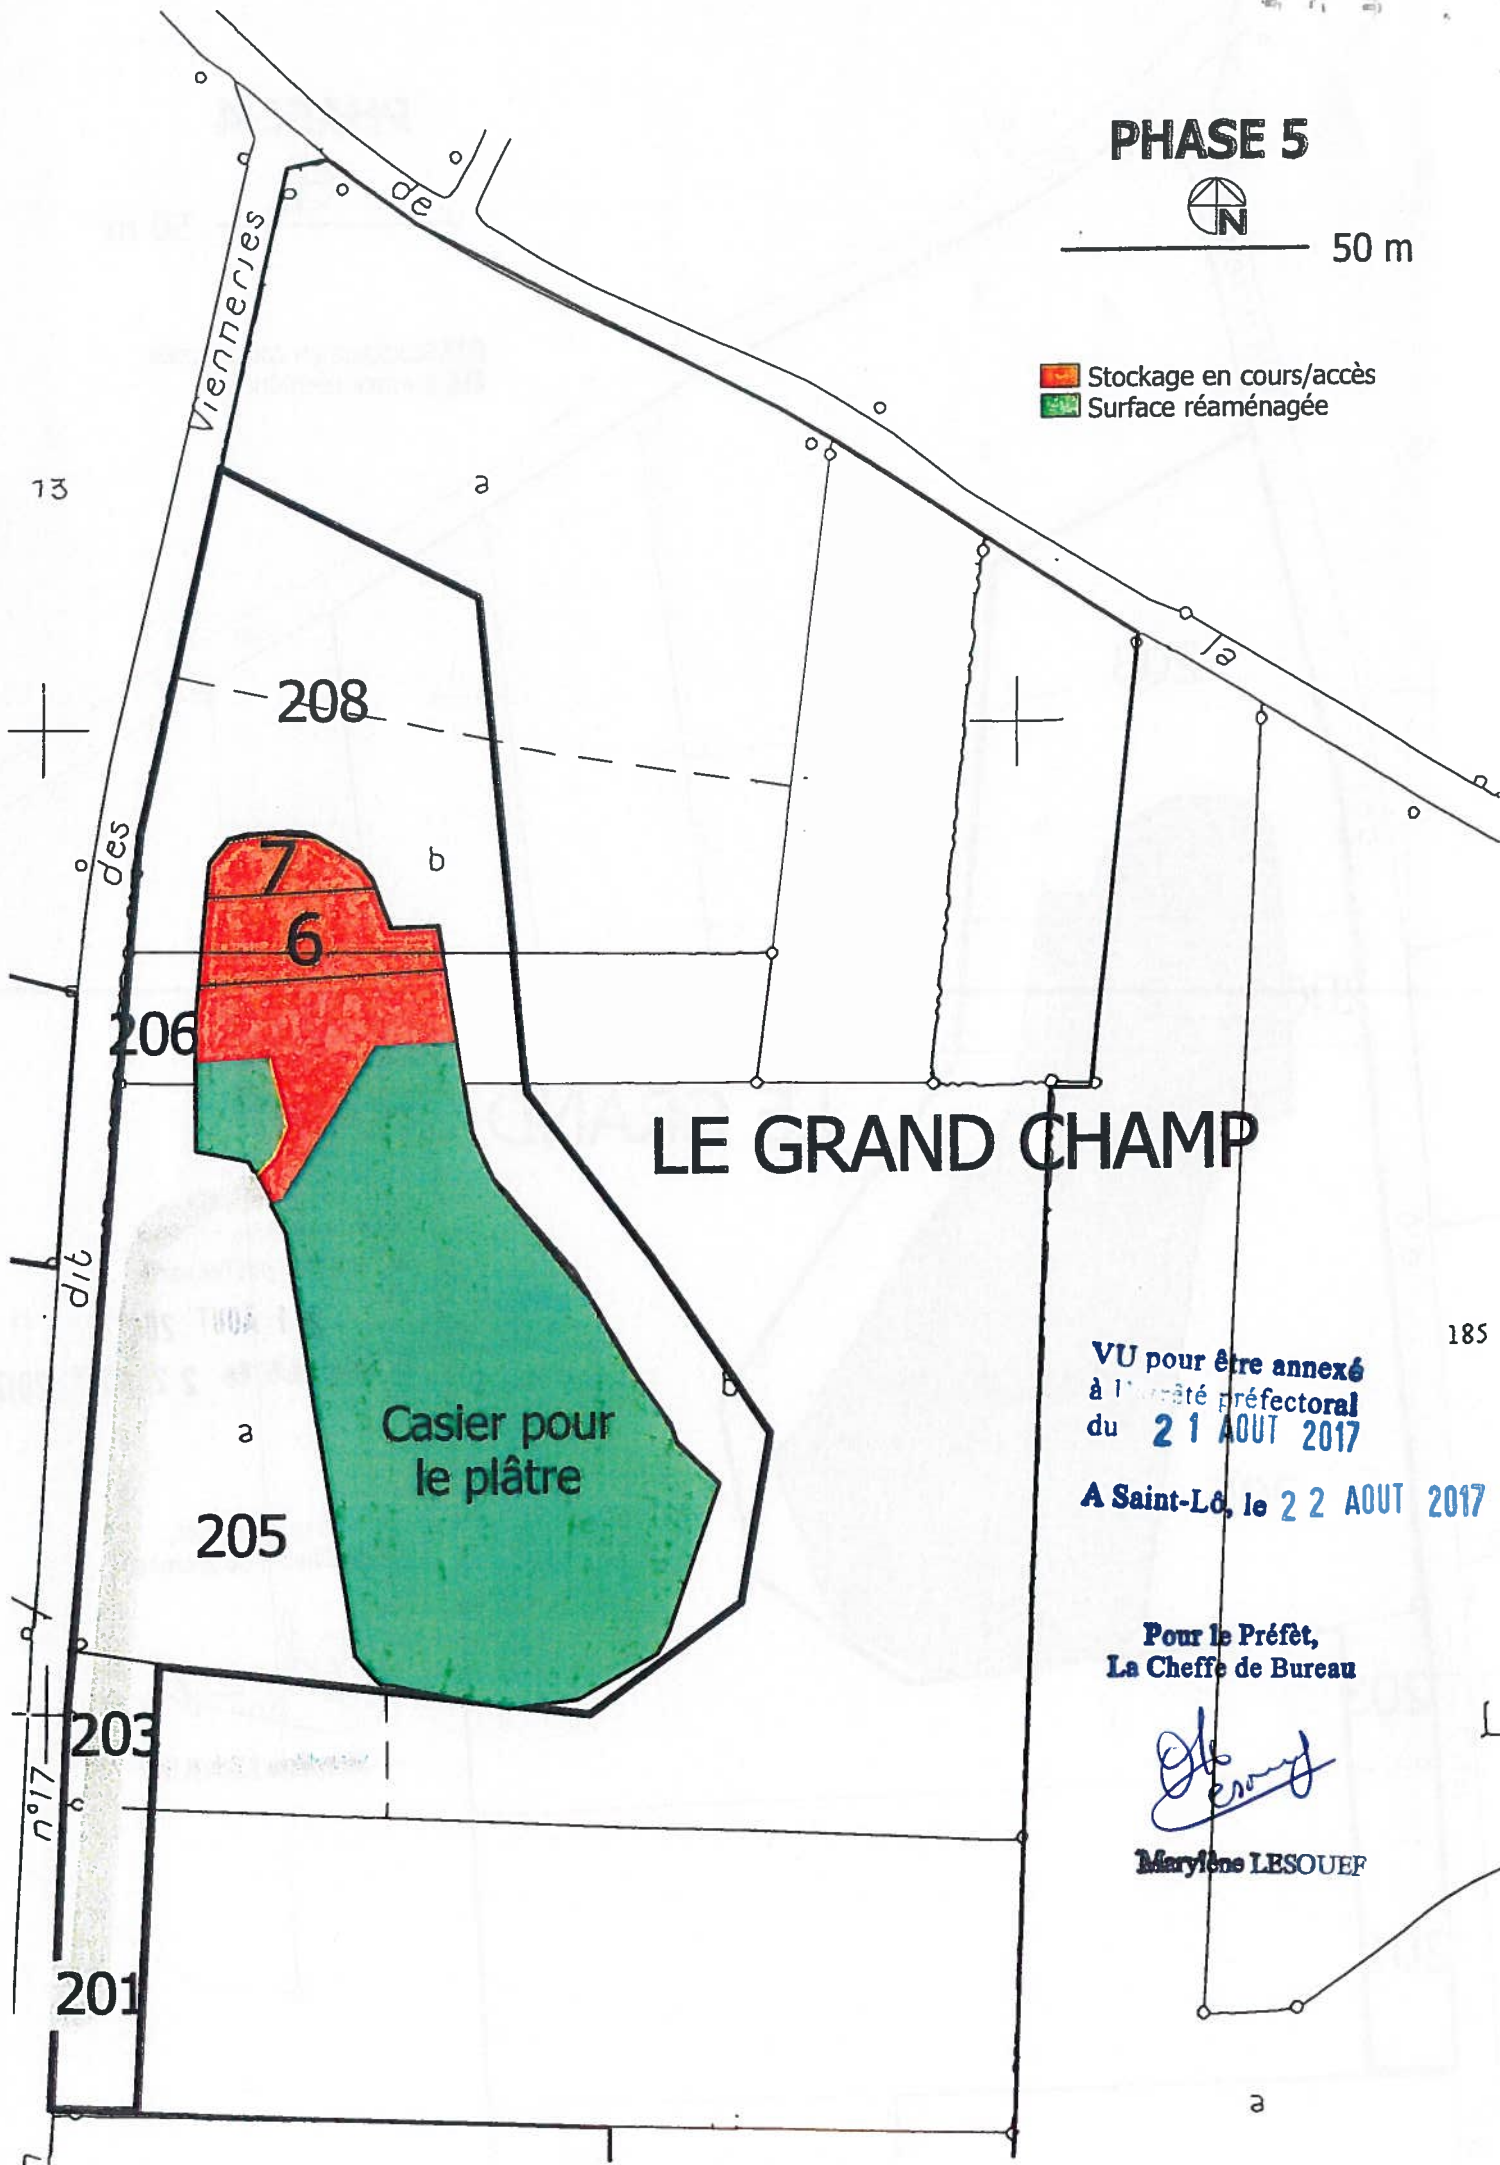 PHASE 5
N
50 m
Stockage en cours/accès
Surface réaménagée
de
Vienneries
13
a
la
208
des
7
b
6
206
LE GRAND CHAMP
dit
185
VU pour être annexé
à l'arrêté préfectoral
du 21 AOUT 2017
b
Casier pour
le plâtre
a
A Saint-Lô, le 22 AOUT 2017
205
Pour le Préfet,
La Cheffe de Bureau
203
n°17
Marylène LESOUEF
201
a